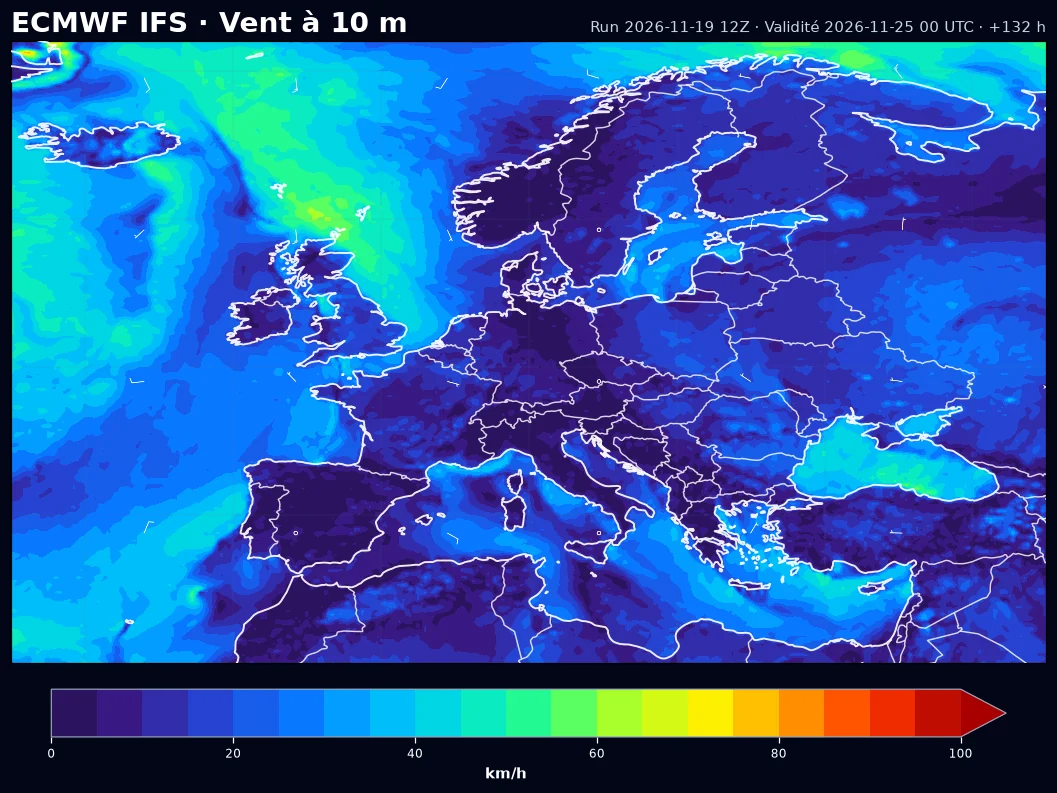 ECMWF IFS · Vent à 10 m
Run 2026-11-19 12Z · Validité 2026-11-25 00 UTC · +132 h
0 20 40 60 80 100
km/h